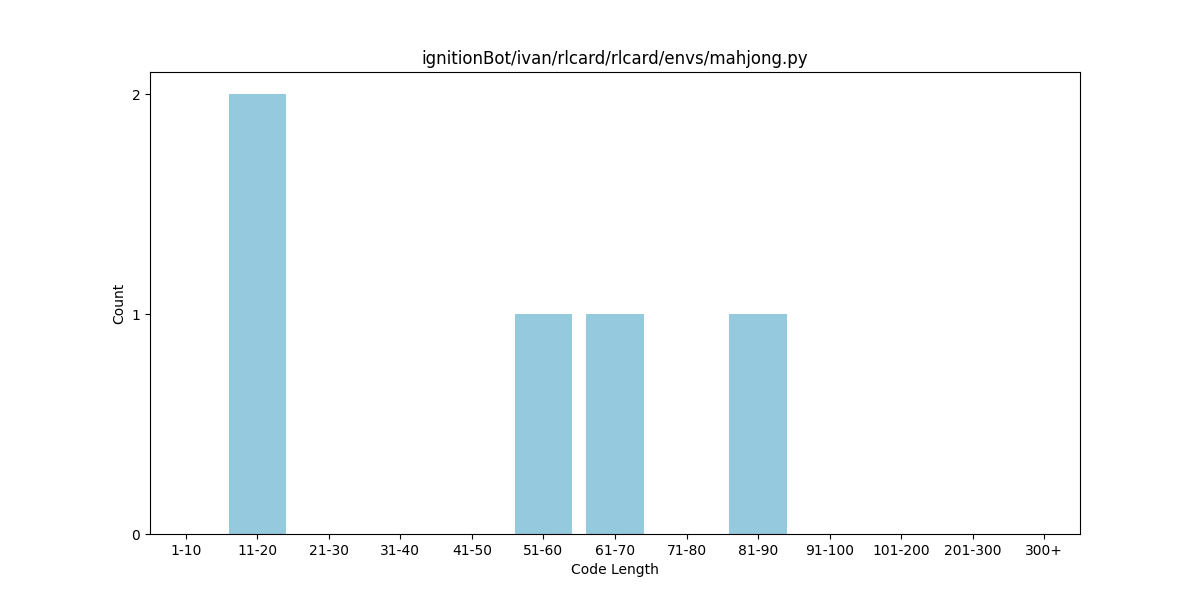 ignitionBot/ivan/rlcard/rlcard/envs/mahjong.py
Count
2
1
0
1-10 11-20 21-30 31-40 41-50 51-60 61-70 71-80 81-90 91-100 101-200 201-300 300+
Code Length